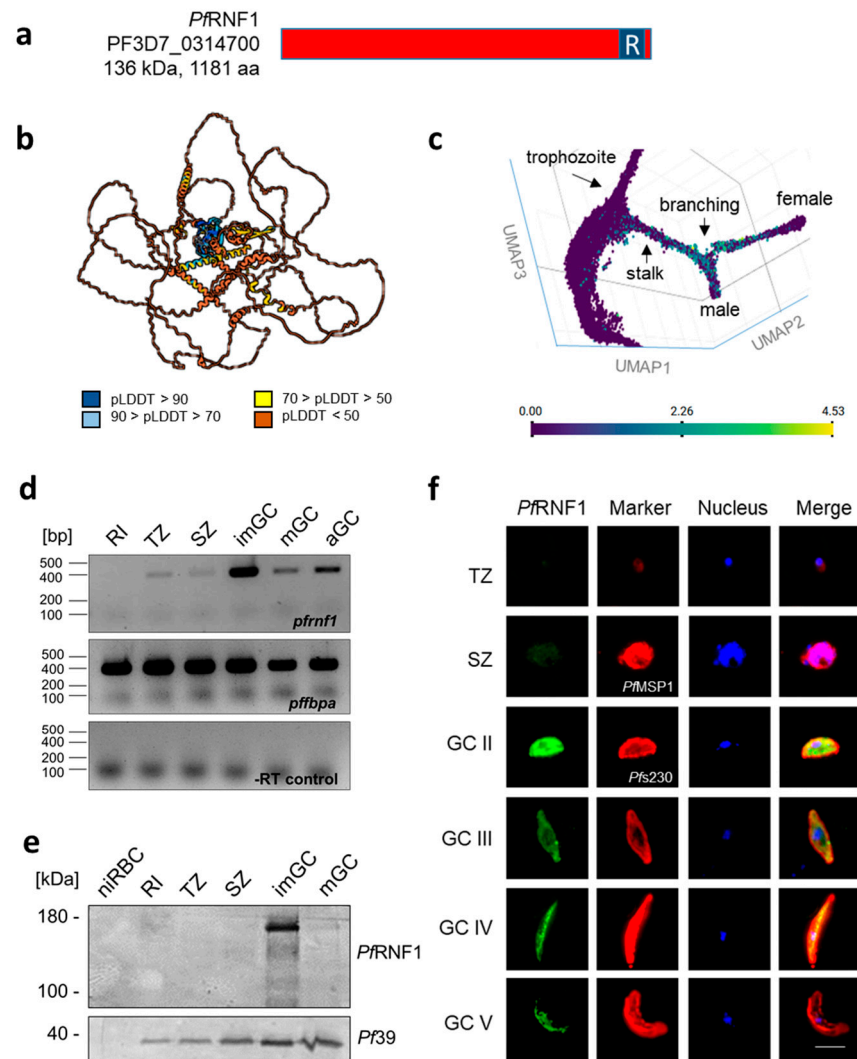 a
PfRNF1
PF3D7_0314700
136 kDa, 1181 aa
R
b
pLDDT > 90
90 > pLDDT > 70
70 > pLDDT > 50
pLDDT < 50
c
trophozoite
branching
female
stalk
male
UMAP3
UMAP1
UMAP2
0.00 2.26 4.53
d
[bp] RI TZ SZ imGC mGC aGC
500
400
200
100
pfrnf1
500
400
200
100
pffbpa
500
400
200
100
-RT control
e
[kDa] niRBC RI TZ SZ imGC mGC
180 -
100 -
PfRNF1
40 -
Pf39
f
PfRNF1 Marker Nucleus Merge
TZ
SZ
PfMSP1
GC II
Pfs230
GC III
GC IV
GC V